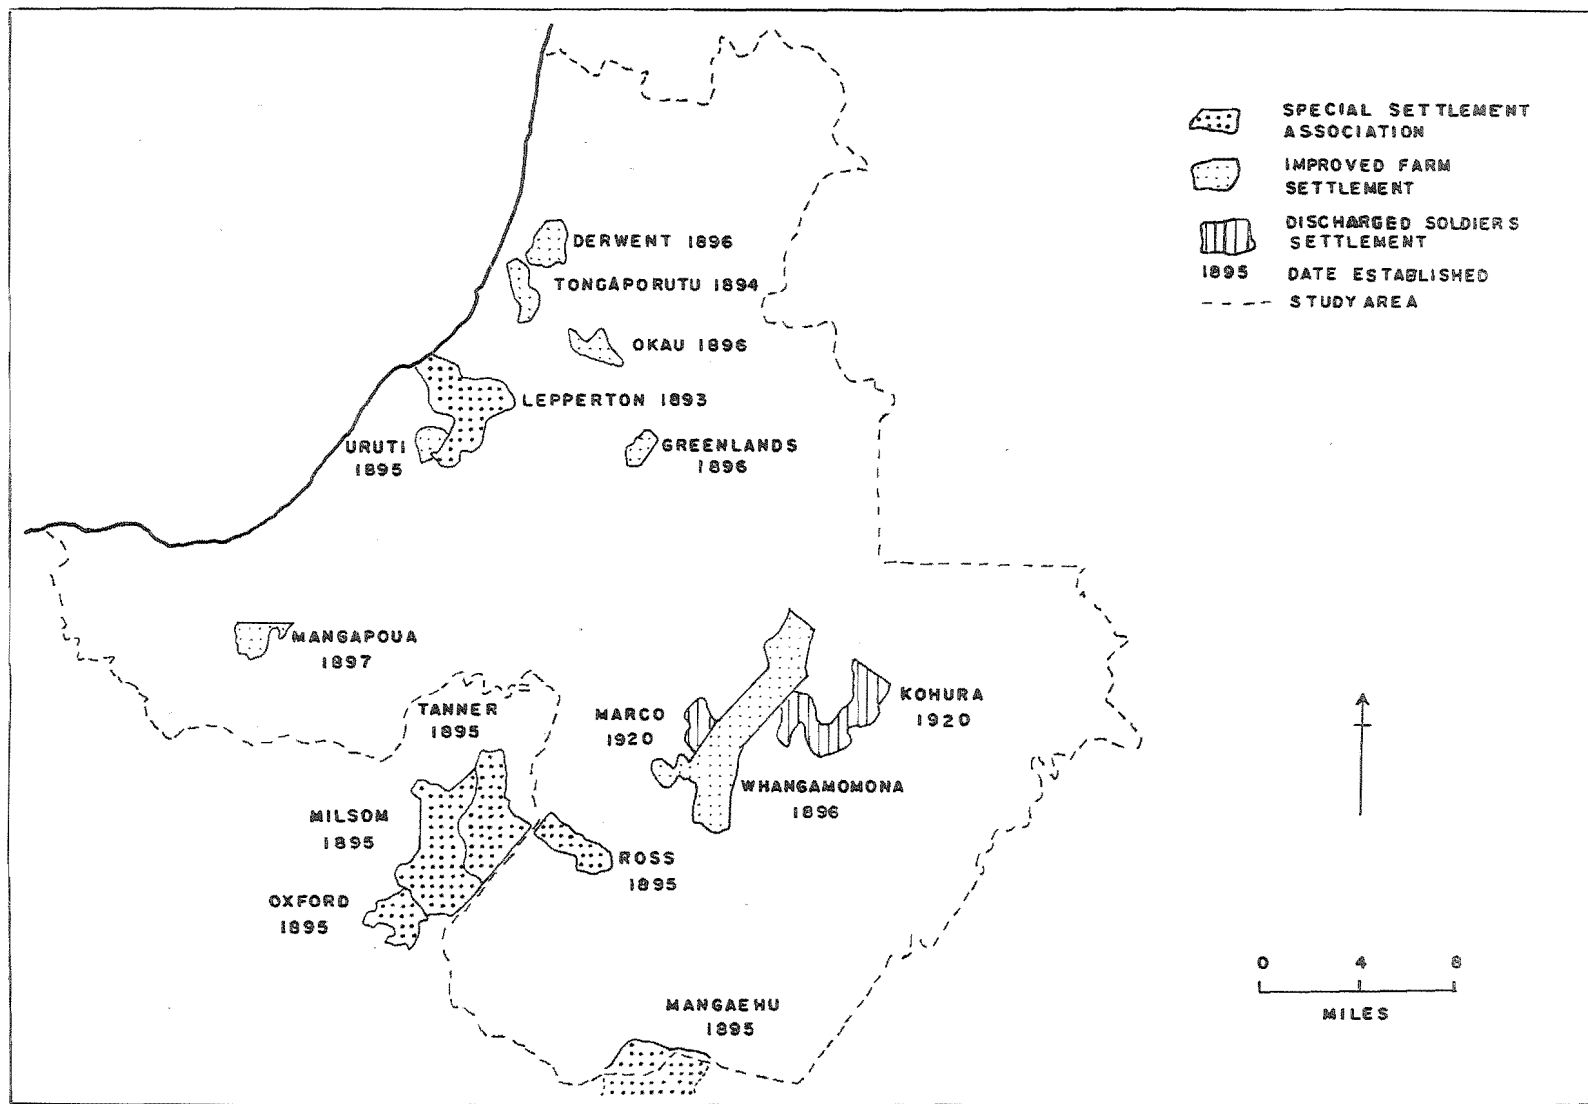 SPECIAL SETTLEMENT
ASSOCIATION
IMPROVED FARM
SETTLEMENT
DISCHARGED SOLDIERS
SETTLEMENT
1895 DATE ESTABLISHED
STUDY AREA
DERWENT 1896
TONGAPORUTU 1894
OKAU 1896
LEPPERTON 1893
URUTI
1895
GREENLANDS
1896
MANGAPOUA
1897
TANNER
1895
MARCO
1920
KOHURA
1920
WHANGAMOMONA
1896
MILSOM
1895
ROSS
1895
OXFORD
1895
MANGAEHU
1895
0 4 8
MILES